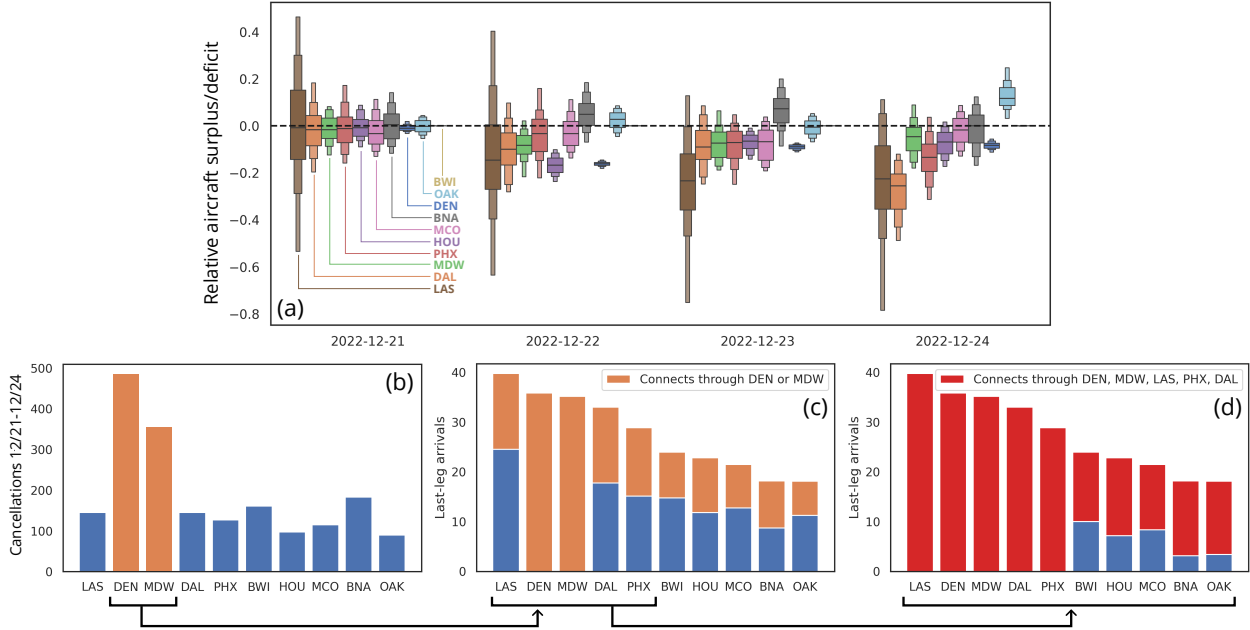 Relative aircraft surplus/deficit
0.4
0.2
0.0
−0.2
−0.4
−0.6
−0.8
BWI
OAK
DEN
BNA
MCO
HOU
PHX
MDW
DAL
LAS
(a)
2022-12-21 2022-12-22 2022-12-23 2022-12-24
Cancellations 12/21-12/24
500
400
300
200
100
0
(b)
LAS DEN MDW DAL PHX BWI HOU MCO BNA OAK
Last-leg arrivals
40
30
20
10
0
Connects through DEN or MDW
(c)
LAS DEN MDW DAL PHX BWI HOU MCO BNA OAK
Last-leg arrivals
40
30
20
10
0
Connects through DEN, MDW, LAS, PHX, DAL
(d)
LAS DEN MDW DAL PHX BWI HOU MCO BNA OAK